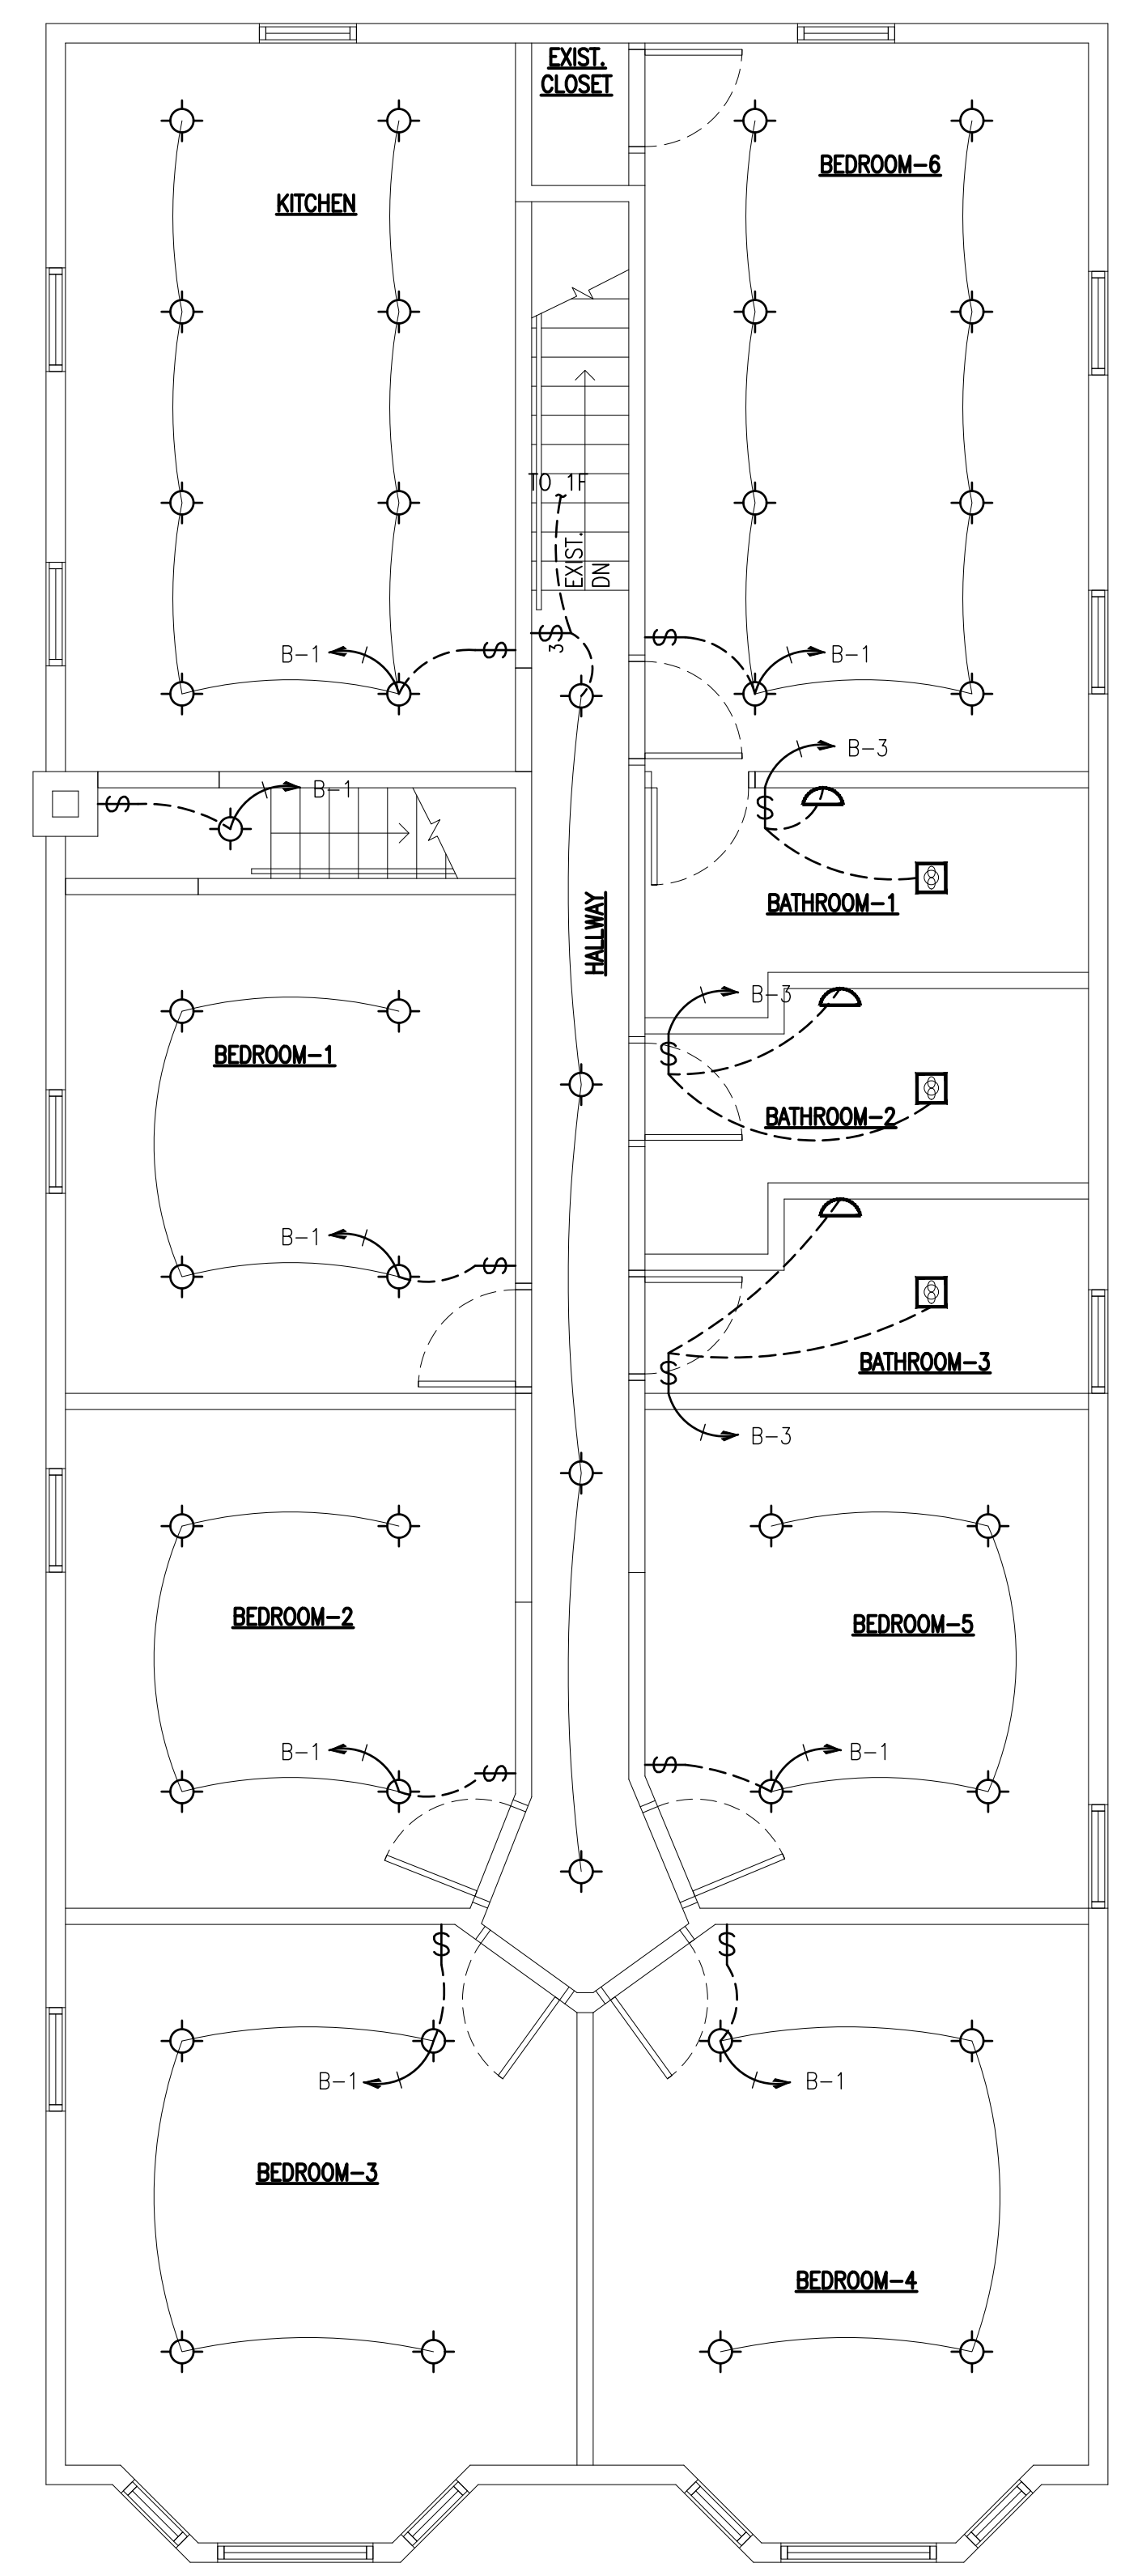 EXIST.
CLOSET
BEDROOM-6
KITCHEN
TO 1F
EXIST.
DN
$
$
3
$
B-1
B-1
B-3
$
B-1
$
BATHROOM-1
HALLWAY
B-3
$
BEDROOM-1
BATHROOM-2
B-1
$
BATHROOM-3
$
B-3
BEDROOM-2
BEDROOM-5
B-1
$
$
B-1
$
$
B-1
B-1
BEDROOM-3
BEDROOM-4